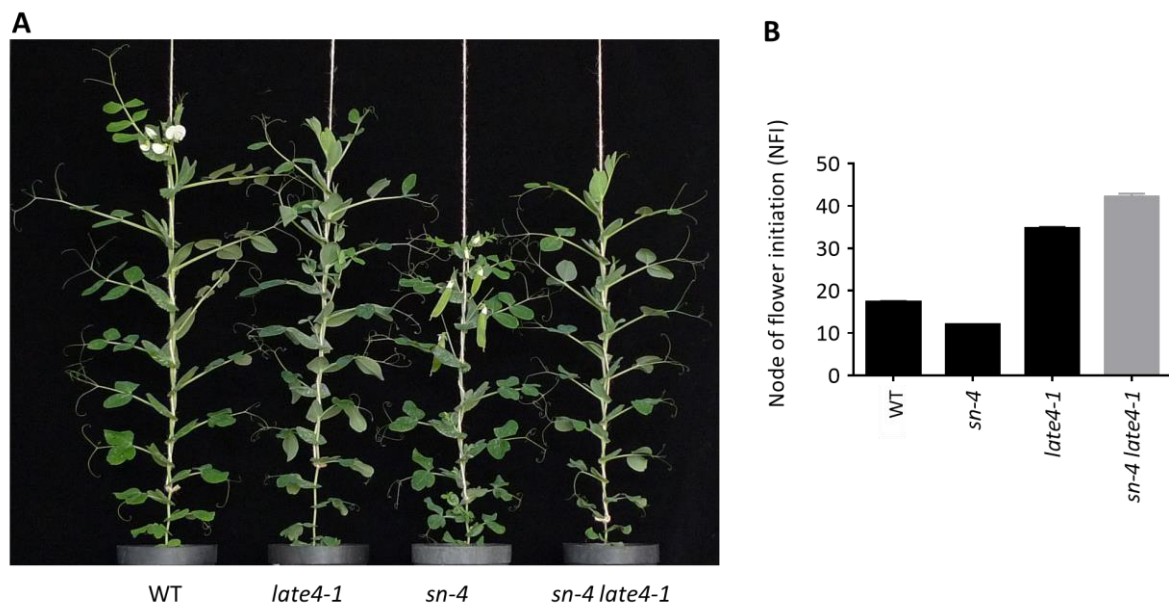 A
WT
late4-1
sn-4
sn-4 late4-1
B
Node of flower initiation (NFI)
50
40
30
20
10
0
WT
sn-4
late4-1
sn-4 late4-1